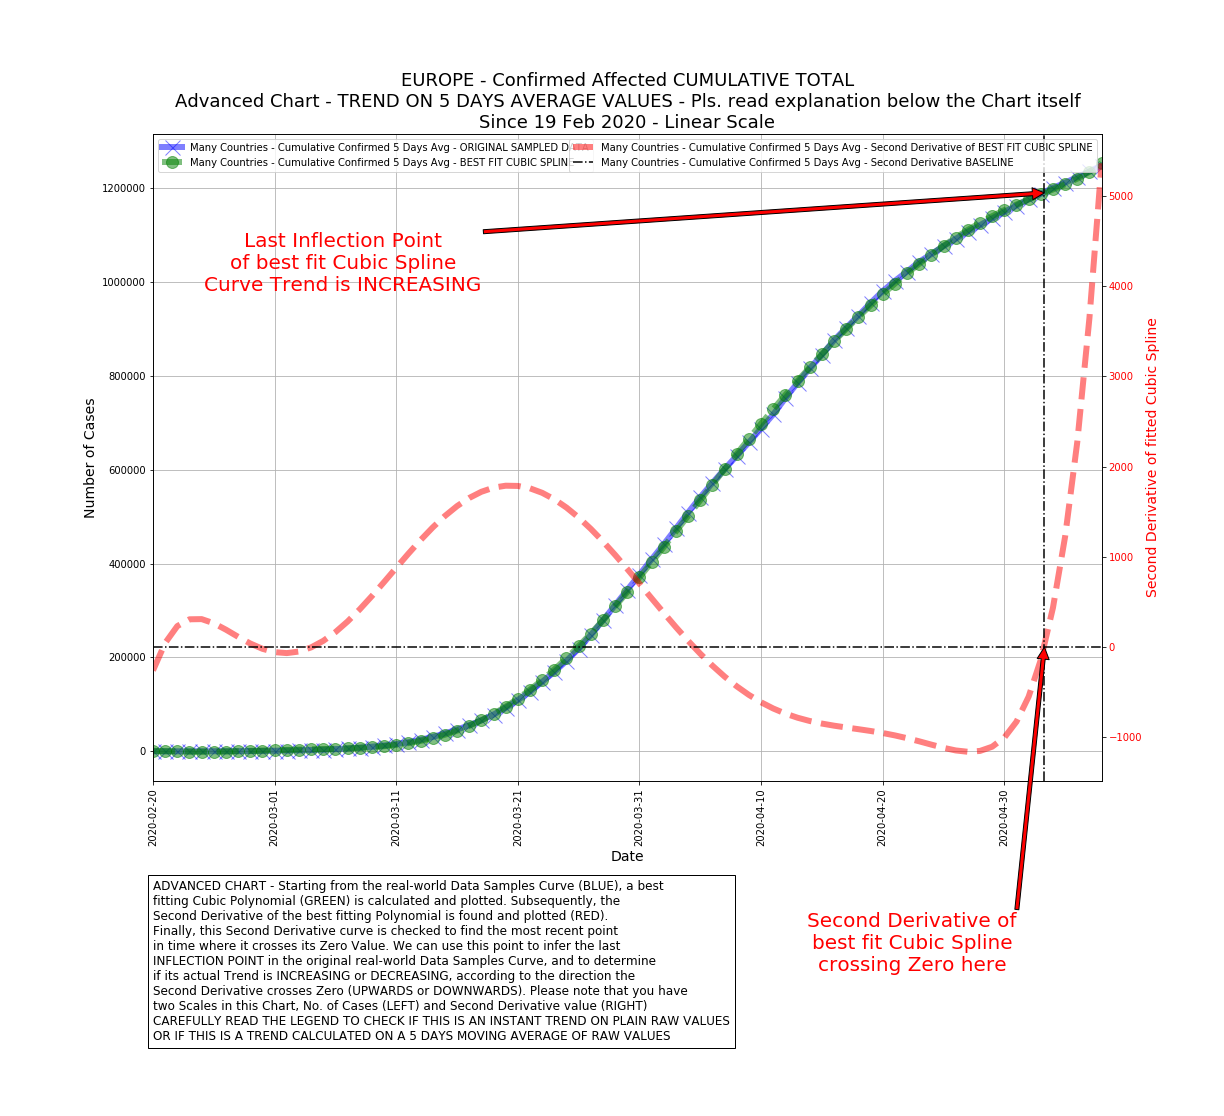 EUROPE - Confirmed Affected CUMULATIVE TOTAL
Advanced Chart - TREND ON 5 DAYS AVERAGE VALUES - Pls. read explanation below the Chart itself
Since 19 Feb 2020 - Linear Scale
Many Countries - Cumulative Confirmed 5 Days Avg - ORIGINAL SAMPLED DATA
Many Countries - Cumulative Confirmed 5 Days Avg - BEST FIT CUBIC SPLIN
Many Countries - Cumulative Confirmed 5 Days Avg - Second Derivative of BEST FIT CUBIC SPLINE
Many Countries - Cumulative Confirmed 5 Days Avg - Second Derivative BASELINE
Last Inflection Point
of best fit Cubic Spline
Curve Trend is INCREASING
Number of Cases
1200000
1000000
800000
600000
400000
200000
0
5000
4000
3000
2000
1000
0
−1000
Second Derivative of fitted Cubic Spline
2020-02-20
2020-03-01
2020-03-11
2020-03-21
2020-03-31
2020-04-10
2020-04-20
2020-04-30
Date
ADVANCED CHART - Starting from the real-world Data Samples Curve (BLUE), a best
fitting Cubic Polynomial (GREEN) is calculated and plotted. Subsequently, the
Second Derivative of the best fitting Polynomial is found and plotted (RED).
Finally, this Second Derivative curve is checked to find the most recent point
in time where it crosses its Zero Value. We can use this point to infer the last
INFLECTION POINT in the original real-world Data Samples Curve, and to determine
if its actual Trend is INCREASING or DECREASING, according to the direction the
Second Derivative crosses Zero (UPWARDS or DOWNWARDS). Please note that you have
two Scales in this Chart, No. of Cases (LEFT) and Second Derivative value (RIGHT)
CAREFULLY READ THE LEGEND TO CHECK IF THIS IS AN INSTANT TREND ON PLAIN RAW VALUES
OR IF THIS IS A TREND CALCULATED ON A 5 DAYS MOVING AVERAGE OF RAW VALUES
Second Derivative of
best fit Cubic Spline
crossing Zero here